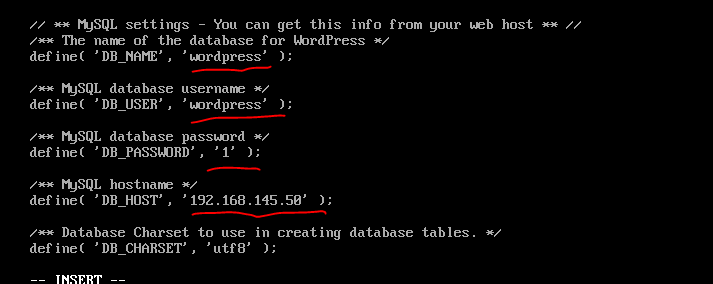 // ** MySQL settings - You can get this info from your web host ** //
/** The name of the database for WordPress */
define( 'DB_NAME', 'wordpress' );
/** MySQL database username */
define( 'DB_USER', 'wordpress' );
/** MySQL database password */
define( 'DB_PASSWORD', '1' );
/** MySQL hostname */
define( 'DB_HOST', '192.168.145.50' );
/** Database Charset to use in creating database tables. */
define( 'DB_CHARSET', 'utf8' );
-- INSERT --